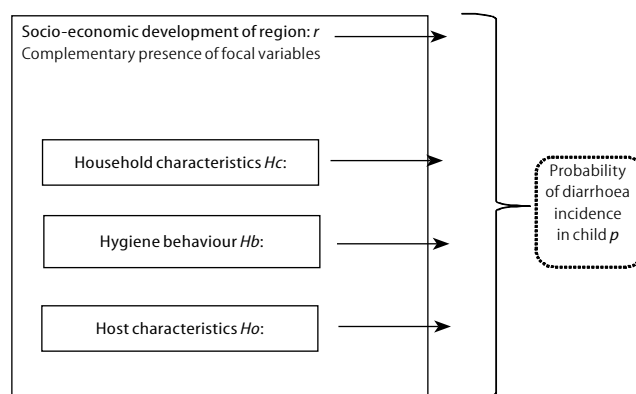 Socio-economic development of region: r
Complementary presence of focal variables
Household characteristics Hc:
Hygiene behaviour Hb:
Host characteristics Ho:
Probability
of diarrhoea
incidence
in child p